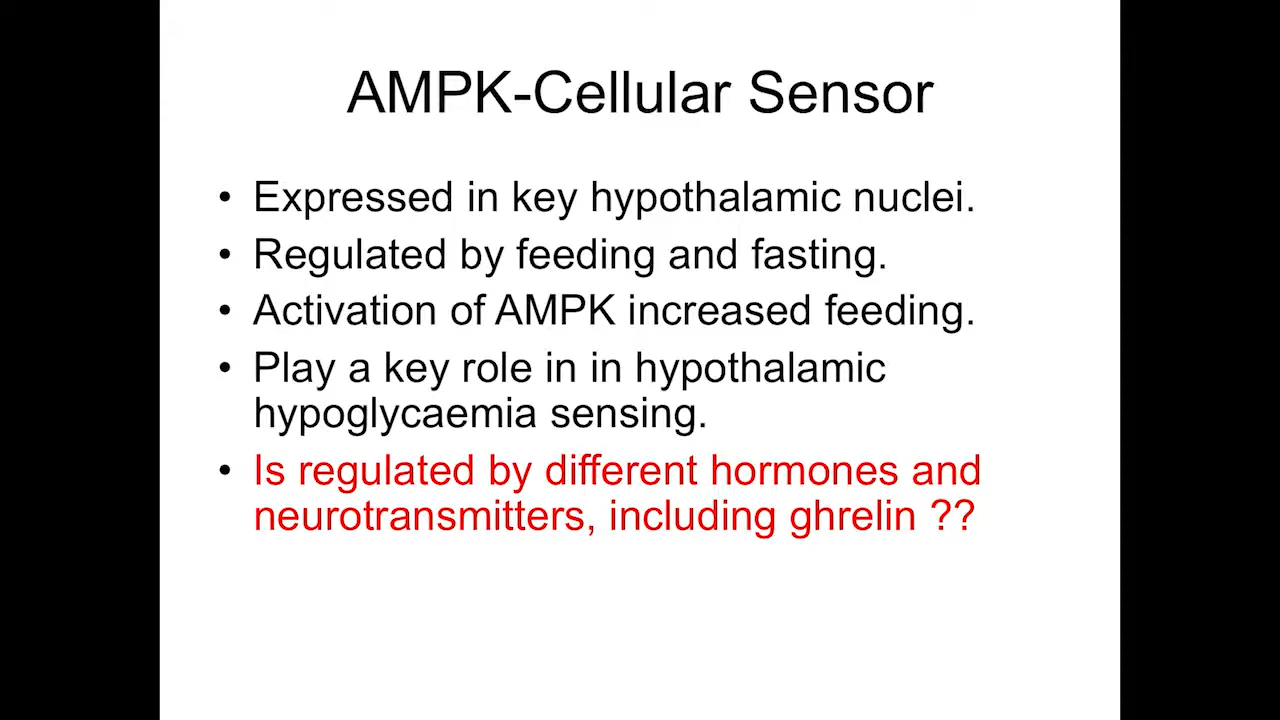 AMPK-Cellular Sensor
• Expressed in key hypothalamic nuclei.
• Regulated by feeding and fasting.
• Activation of AMPK increased feeding.
• Play a key role in in hypothalamic
hypoglycaemia sensing.
• Is regulated by different hormones and
neurotransmitters, including ghrelin ??